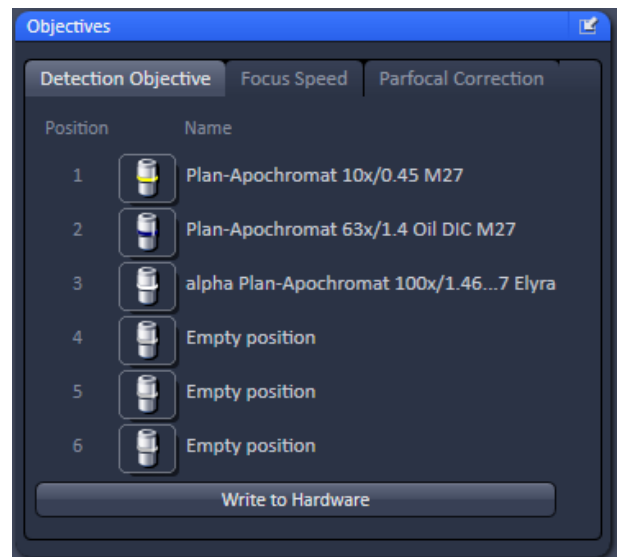 Objectives
Detection Objective Focus Speed Parfocal Correction
Position Name
1 Plan-Apochromat 10x/0.45 M27
2 Plan-Apochromat 63x/1.4 Oil DIC M27
3 alpha Plan-Apochromat 100x/1.46...7 Elyra
4 Empty position
5 Empty position
6 Empty position
Write to Hardware